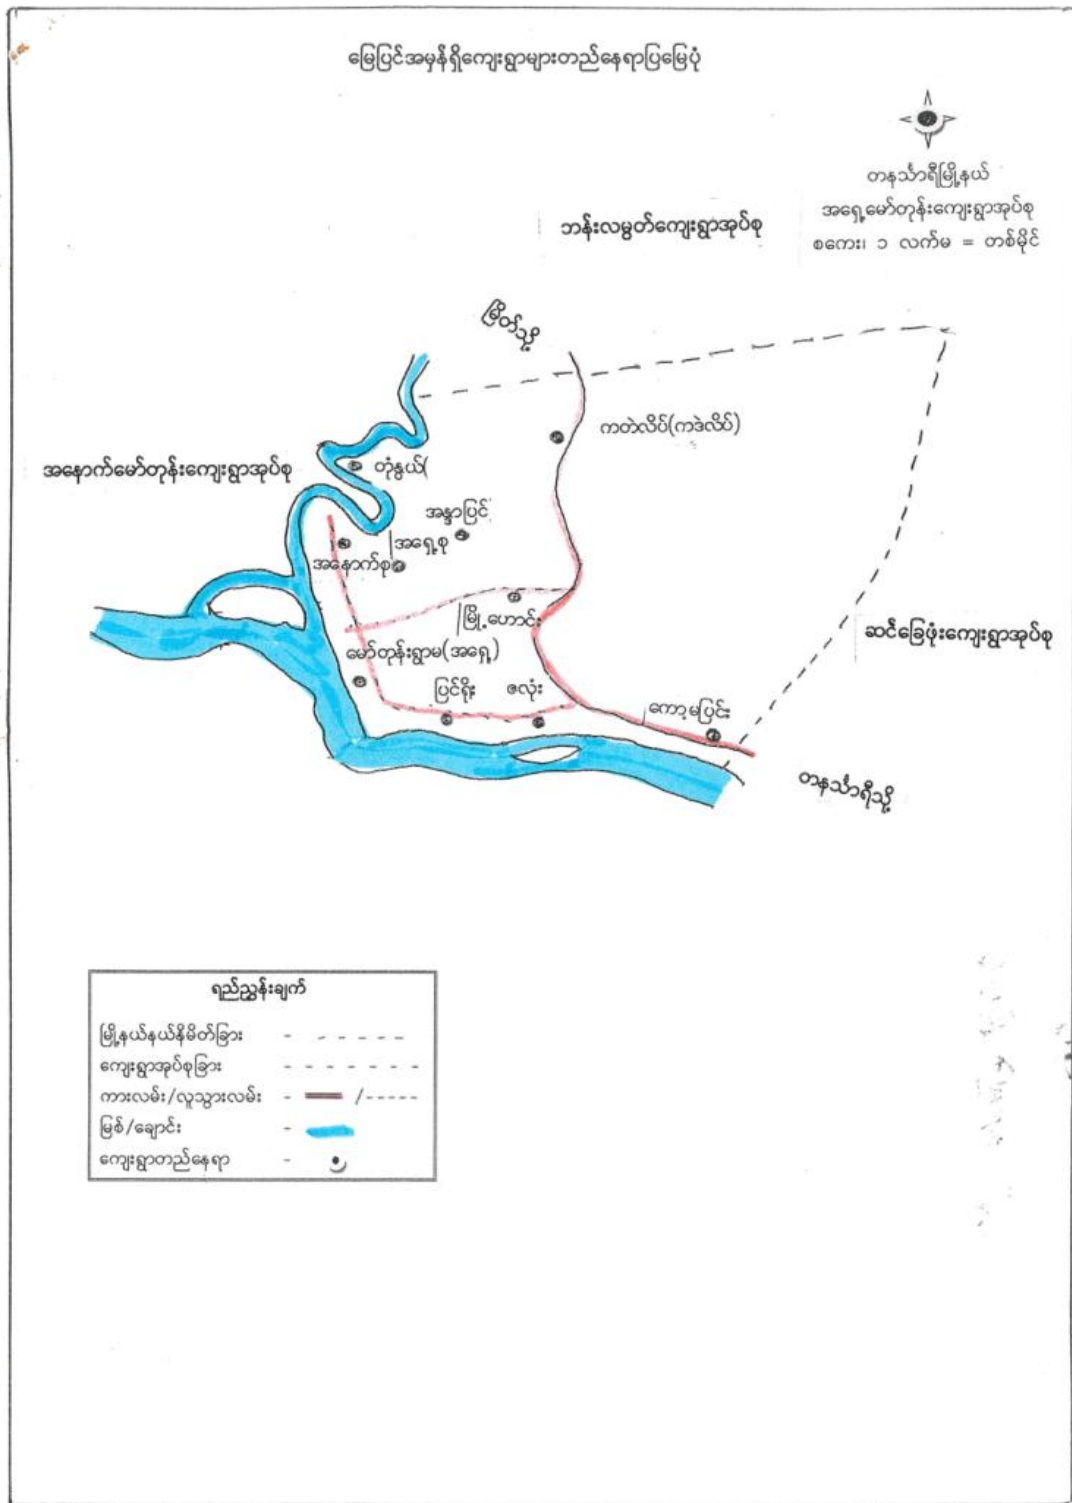 မြေပြင်အမှန်ရှိကျေးရွာများတည်နေရာပြမြေပုံ
တနင်္သာရီမြို့နယ်
အရှေ့မော်တုန်းကျေးရွာအုပ်စု
စကေး၊ ၁ လက်မ = တစ်မိုင်
ဘန်းလမွတ်ကျေးရွာအုပ်စု
မြိတ်သို့
ကတဲလိပ်(ကဒဲလိပ်)
အနောက်မော်တုန်းကျေးရွာအုပ်စု
တုံနွယ်(
အန္ဒာပြင်
အရှေ့စု
အနောက်စု
မြို့ဟောင်း
ဆင်ခြေဖုံးကျေးရွာအုပ်စု
မော်တုန်းရွာမ(အရှေ့)
ပြင်ရိုး
ဇလုံး
ကော့မပြင်း
တနင်္သာရီသို့
ရည်ညွှန်းချက်
မြို့နယ်နယ်နိမိတ်ခြား -
ကျေးရွာအုပ်စုခြား -
ကားလမ်း/လူသွားလမ်း - /-----
မြစ်/ချောင်း -
ကျေးရွာတည်နေရာ -